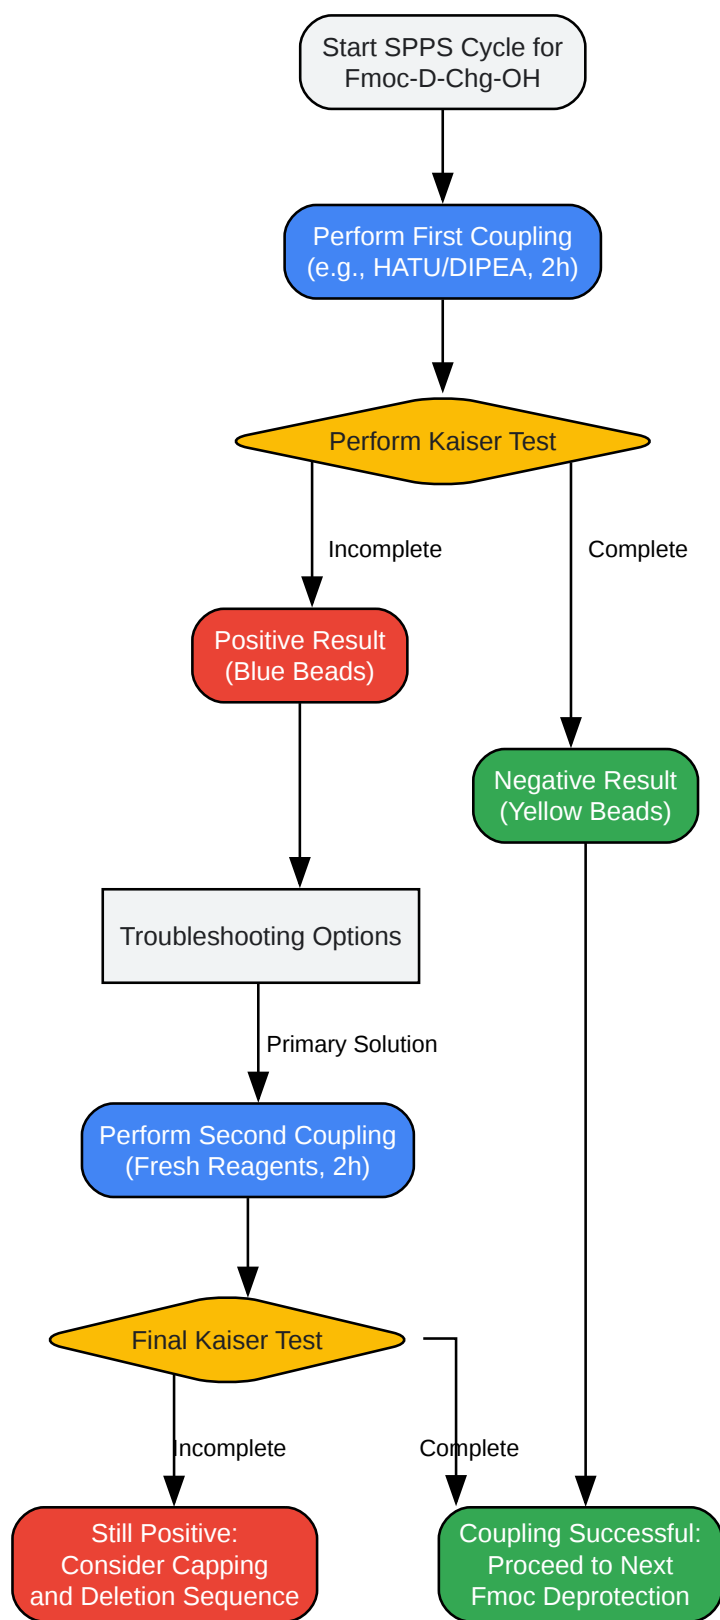 Start SPPS Cycle for
Fmoc-D-Chg-OH
Perform First Coupling
(e.g., HATU/DIPEA, 2h)
Perform Kaiser Test
Incomplete
Complete
Positive Result
(Blue Beads)
Negative Result
(Yellow Beads)
Troubleshooting Options
Primary Solution
Perform Second Coupling
(Fresh Reagents, 2h)
Final Kaiser Test
Incomplete
Complete
Still Positive:
Consider Capping
and Deletion Sequence
Coupling Successful:
Proceed to Next
Fmoc Deprotection